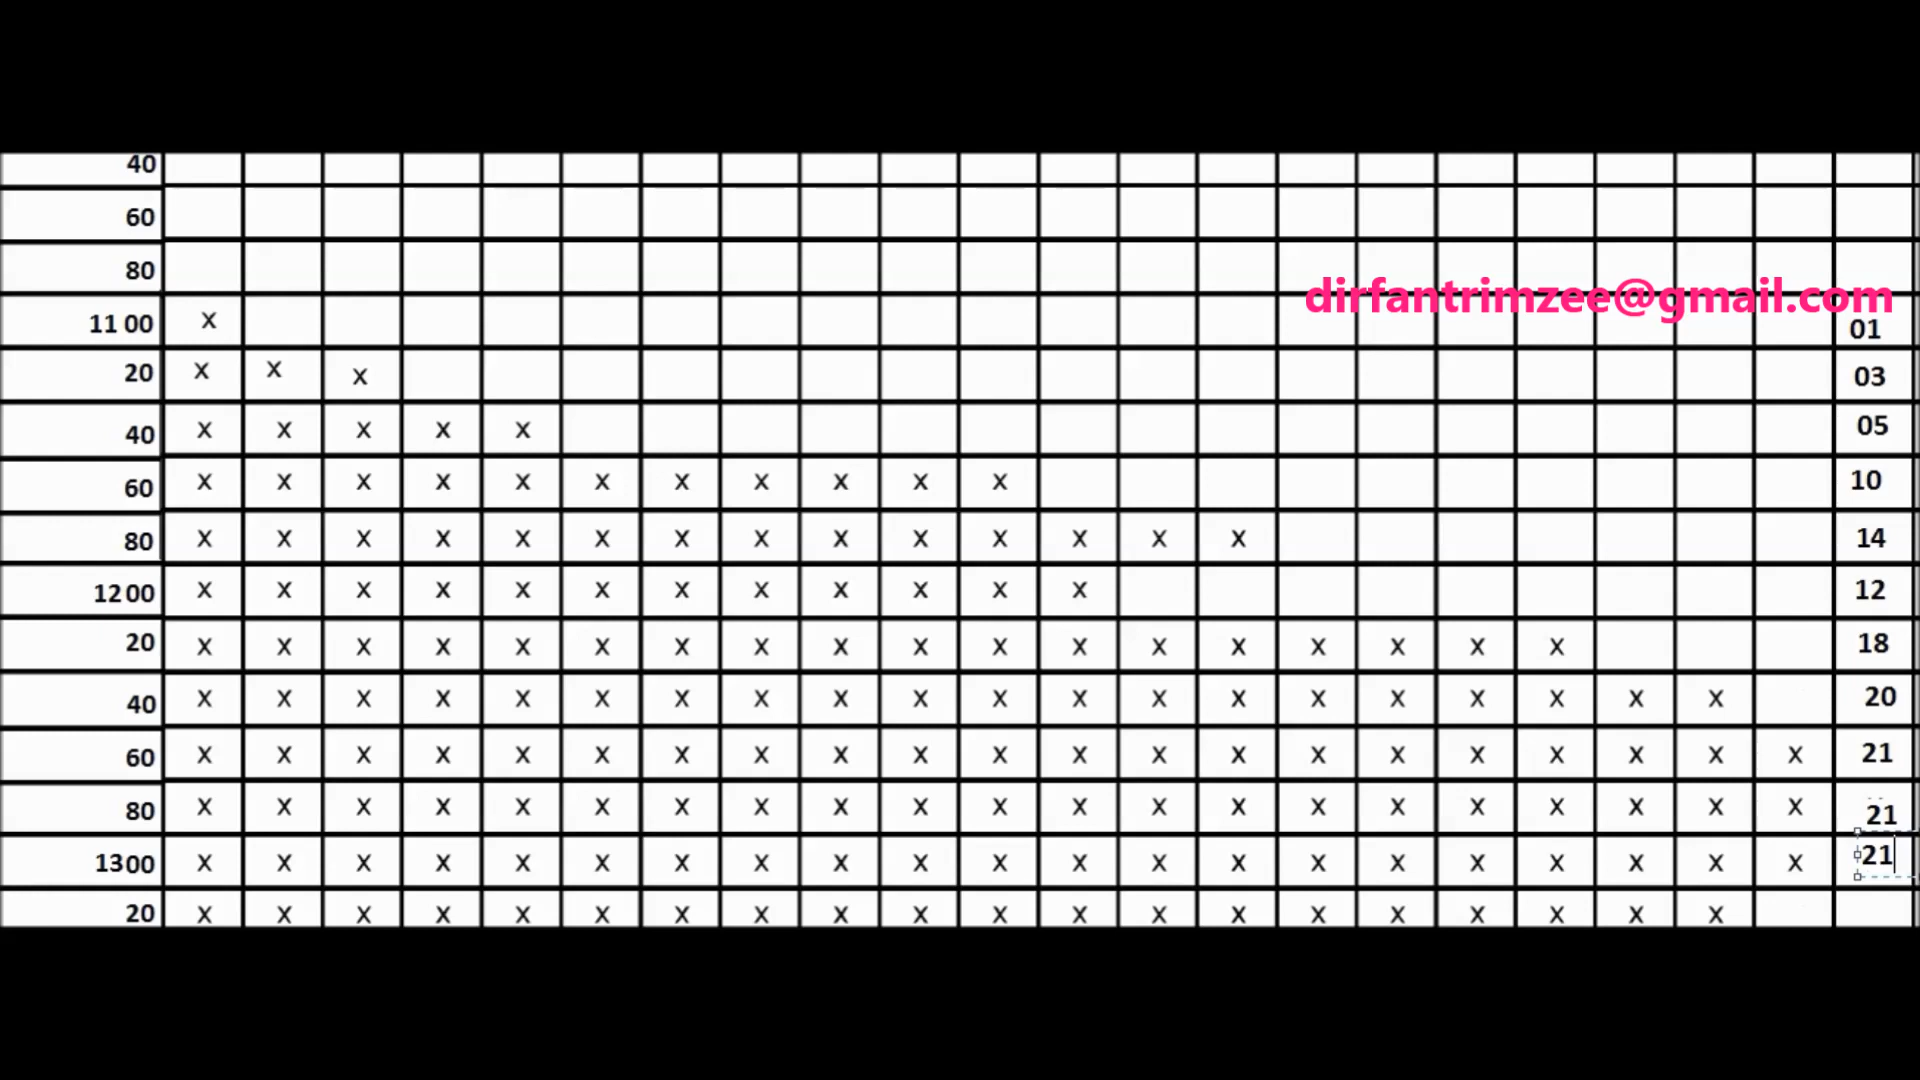 40
60
80
dirfantrimzee@gmail.com
11 00 x 01
20 x x x 03
40 x x x x x 05
60 x x x x x x x x x x x 10
80 x x x x x x x x x x x x x x 14
12 00 x x x x x x x x x x x x 12
20 x x x x x x x x x x x x x x x x x x 18
40 x x x x x x x x x x x x x x x x x x x x 20
60 x x x x x x x x x x x x x x x x x x x x x 21
80 x x x x x x x x x x x x x x x x x x x x x 21
13 00 x x x x x x x x x x x x x x x x x x x x x 21
20 x x x x x x x x x x x x x x x x x x x x